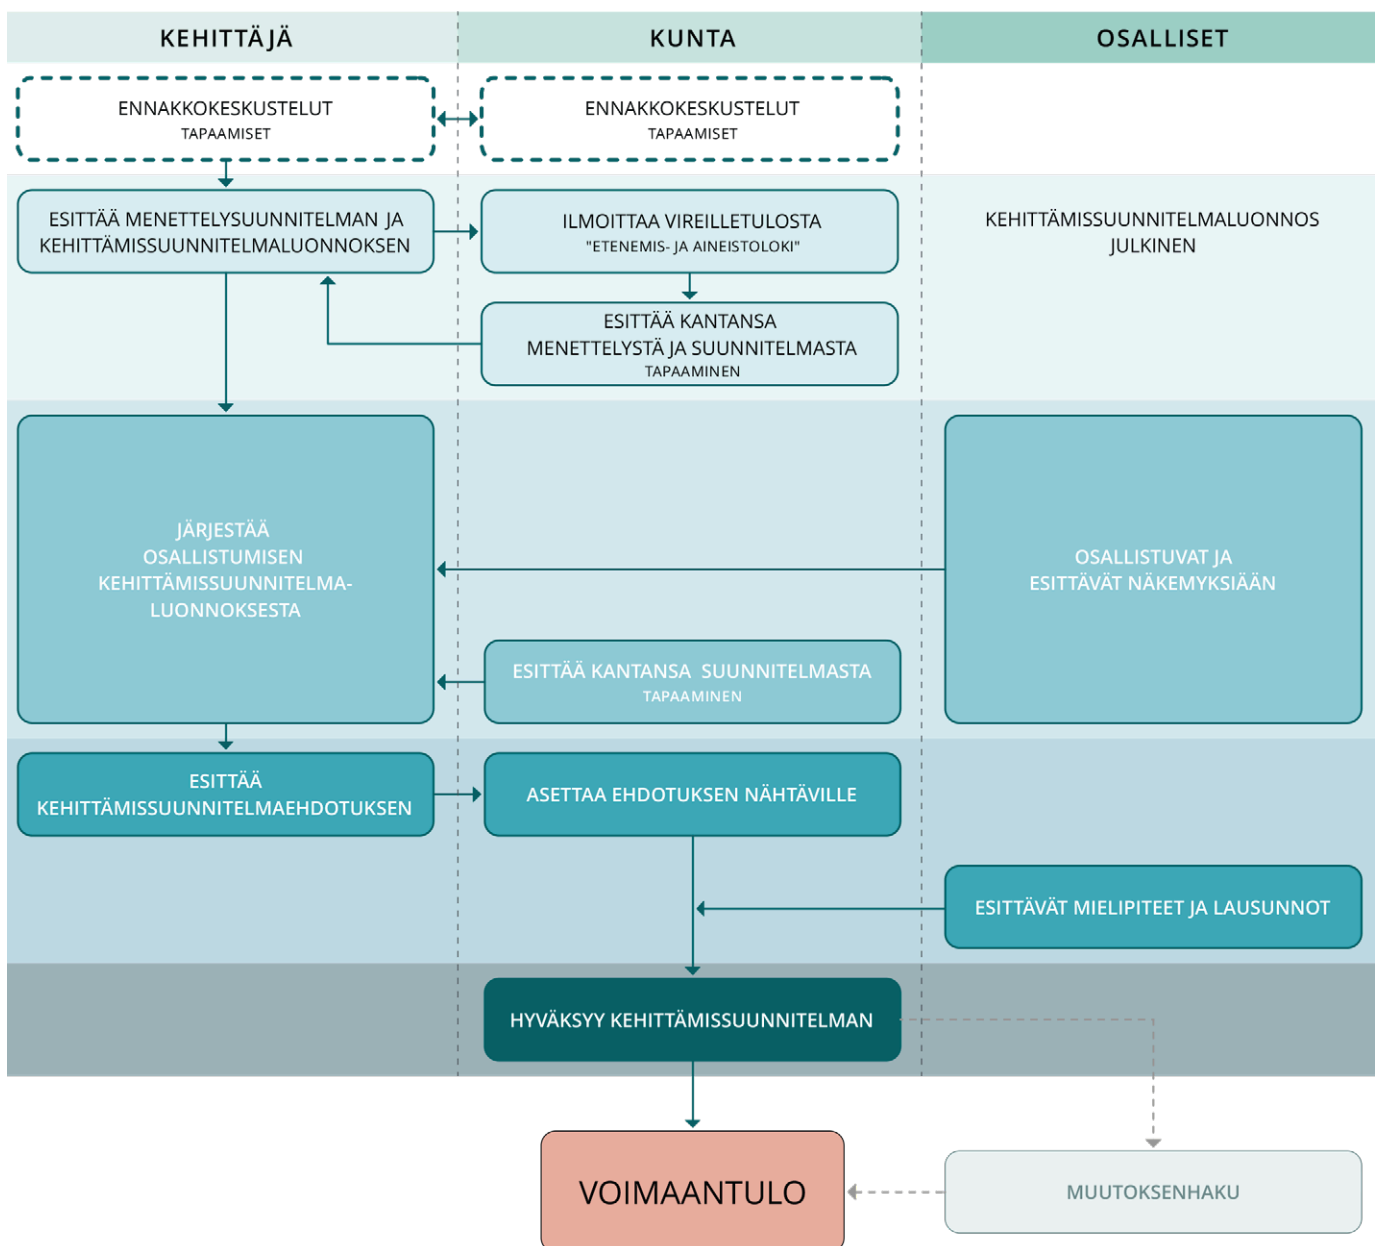 KEHITTÄJÄ
KUNTA
OSALLISET
ENNAKKOKESKUSTELUT
TAPAAMISET
ENNAKKOKESKUSTELUT
TAPAAMISET
ESITTÄÄ MENETTELYSUUNNITELMAN JA
KEHITTÄMISSUUNNITELMALUONNOKSEN
ILMOITTAA VIREILLETULOSTA
"ETENEMIS- JA AINEISTOLOKI"
KEHITTÄMISSUUNNITELMALUONNOS
JULKINEN
ESITTÄÄ KANTANSA
MENETTELYSTÄ JA SUUNNITELMASTA
TAPAAMINEN
JÄRJESTÄÄ
OSALLISTUMISEN
KEHITTÄMISSUUNNITELMA-
LUONNOKSESTA
OSALLISTUVAT JA
ESITTÄVÄT NÄKEMYKSIÄÄN
ESITTÄÄ KANTANSA SUUNNITELMASTA
TAPAAMINEN
ESITTÄÄ
KEHITTÄMISSUUNNITELMAEHDOTUKSEN
ASETTAA EHDOTUKSEN NÄHTÄVILLE
ESITTÄVÄT MIELIPITEET JA LAUSUNNOT
HYVÄKSYY KEHITTÄMISSUUNNITELMAN
VOIMAANTULO
MUUTOKSENHAKU